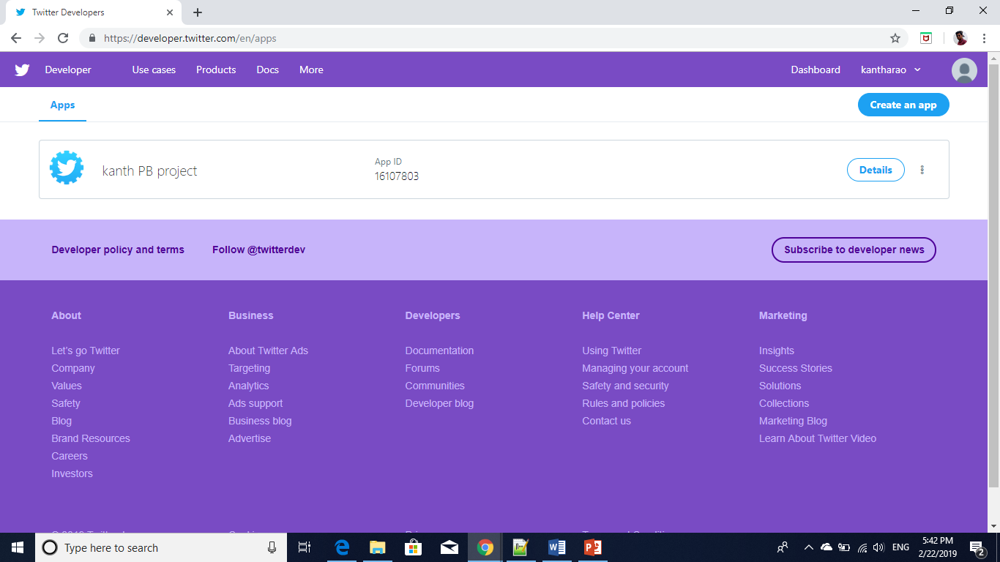 Twitter Developers
https://developer.twitter.com/en/apps
Developer Use cases Products Docs More Dashboard kantharao
Apps Create an app
kanth PB project
App ID
16107803
Details
Developer policy and terms Follow @twitterdev Subscribe to developer news
About Business Developers Help Center Marketing
Let's go Twitter About Twitter Ads Documentation Using Twitter Insights
Company Targeting Forums Managing your account Success Stories
Values Analytics Communities Safety and security Solutions
Safety Ads support Developer blog Rules and policies Collections
Blog Business blog Contact us Marketing Blog
Brand Resources Advertise Learn About Twitter Video
Careers
Investors
Type here to search
ENG
5:42 PM
2/22/2019
2